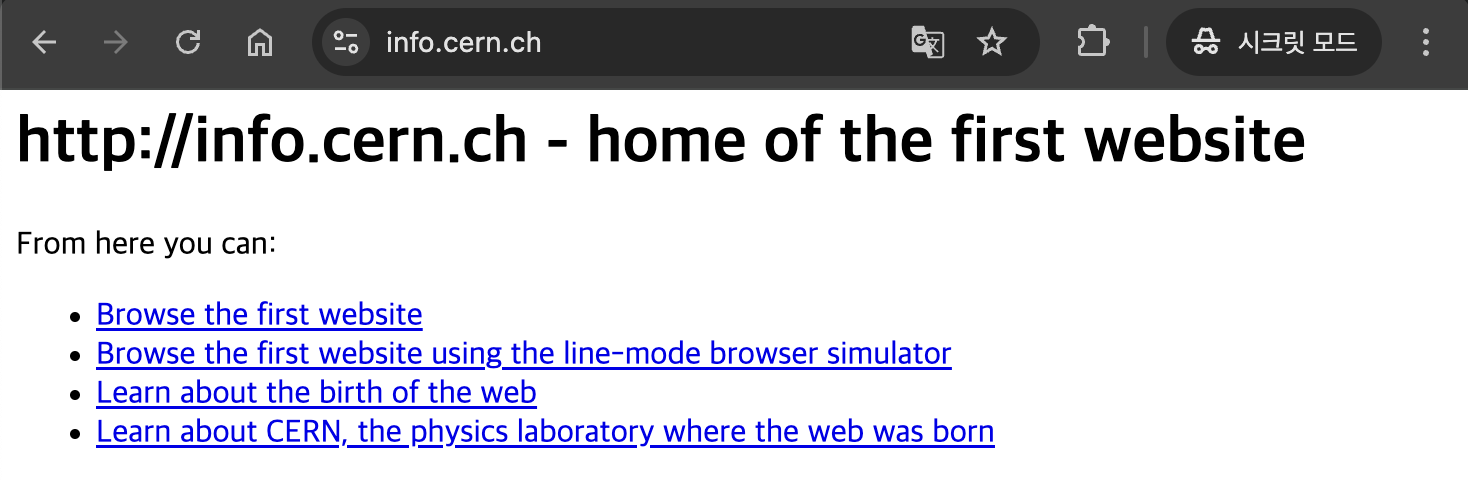 info.cern.ch
시크릿 모드
http://info.cern.ch - home of the first website
From here you can:
Browse the first website
Browse the first website using the line-mode browser simulator
Learn about the birth of the web
Learn about CERN, the physics laboratory where the web was born